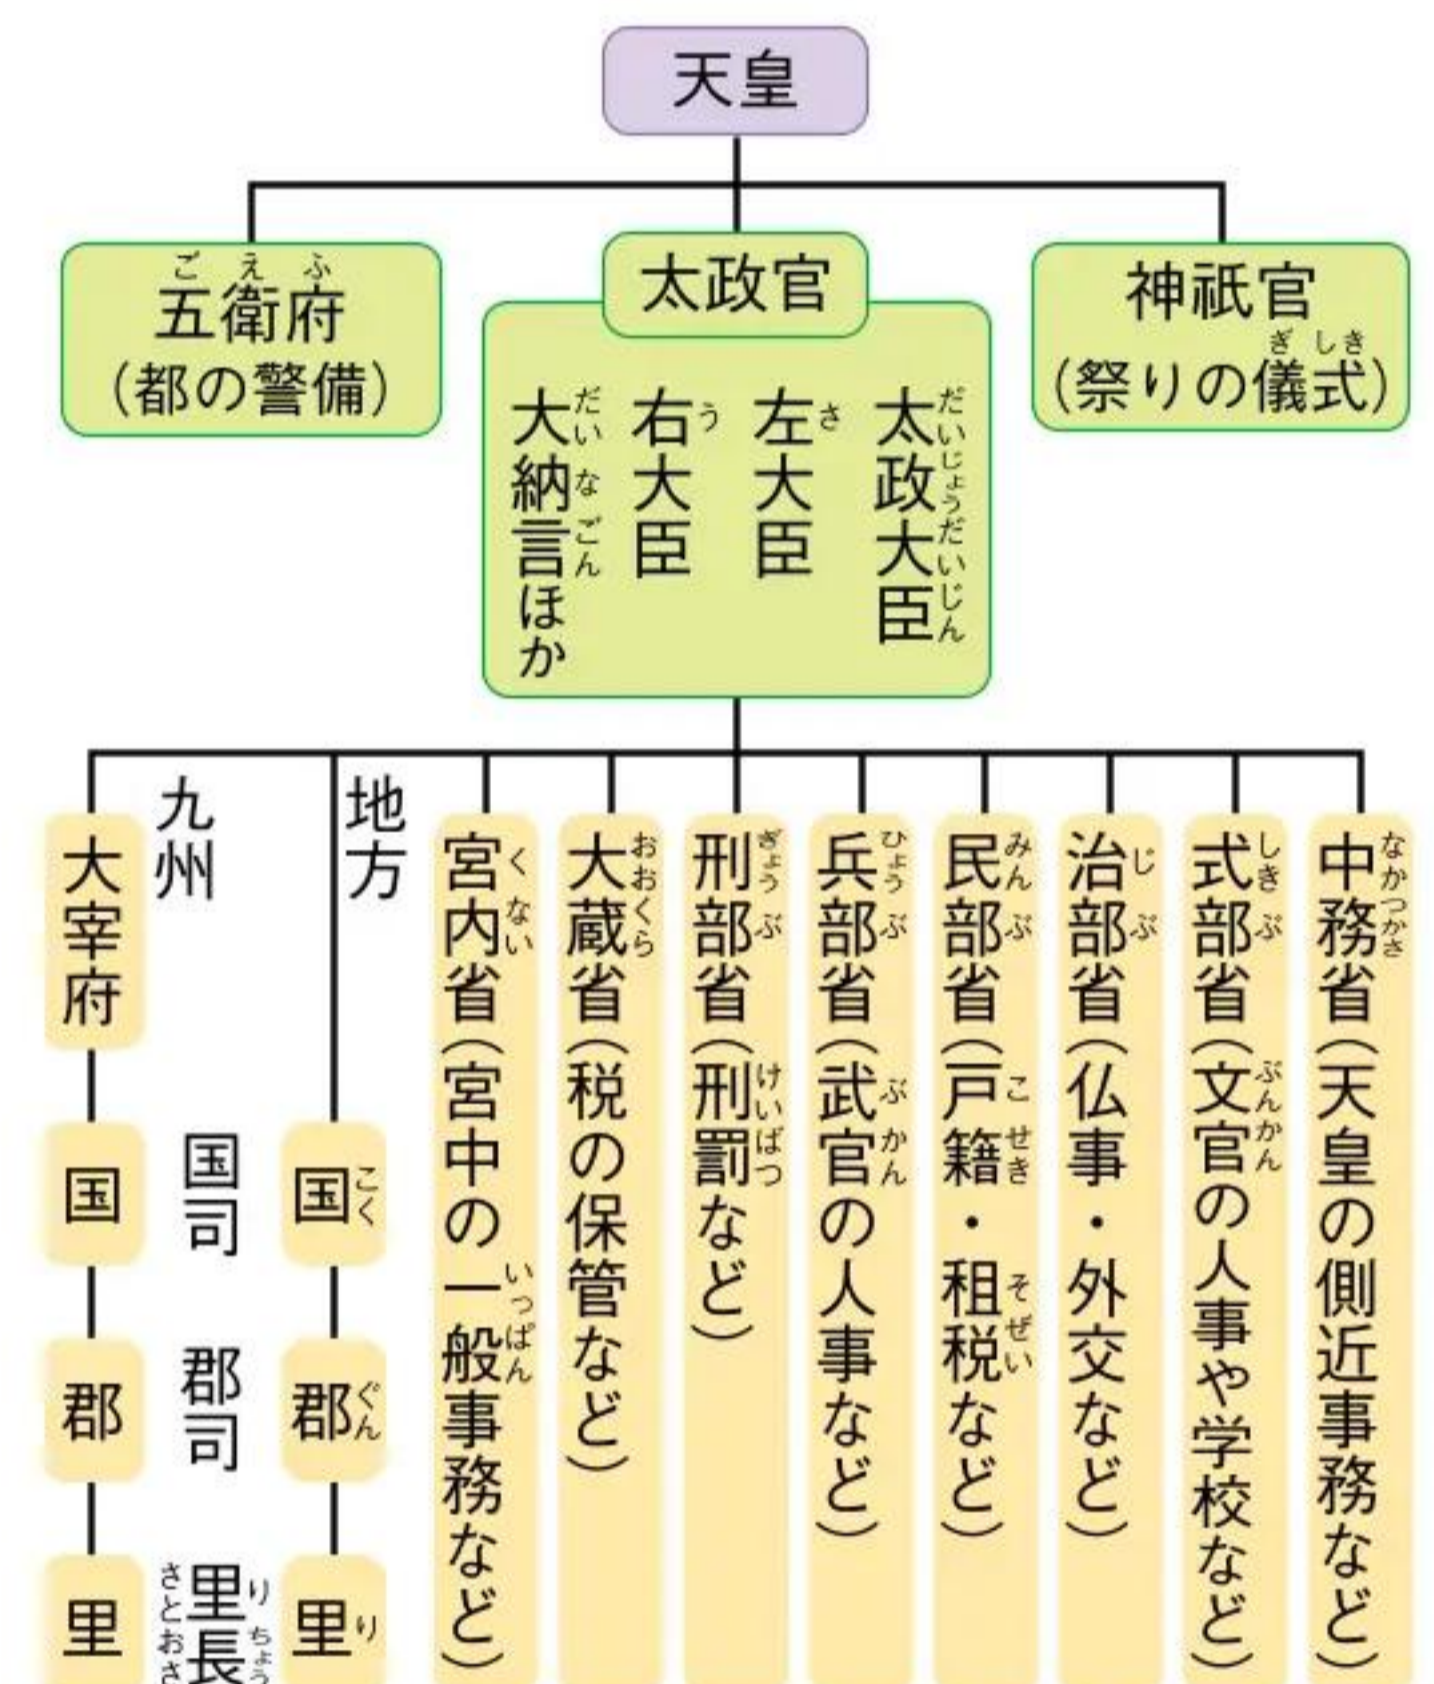 天皇
神祇官
ぎしき
(祭りの儀式)
太政官
だいじょうだいじん
太政大臣
さ
左大臣
う
右大臣
だいなごん
大納言ほか
ごえふ
五衛府
(都の警備)
なかつかさ
中務省(天皇の側近事務など)
しきぶ ぶんかん
式部省(文官の人事や学校など)
じぶ
治部省(仏事・外交など)
みんぶ こせき そぜい
民部省(戸籍・租税など)
ひょうぶ ぶかん
兵部省(武官の人事など)
ぎょうぶ けいばつ
刑部省(刑罰など)
おおくら
大蔵省(税の保管など)
くない いっぱん
宮内省(宮中の一般事務など)
地方
こく
国
ぐん
郡
り
里
国司
郡司
りちょう
里長
さとおさ
九州
大宰府
国
郡
里